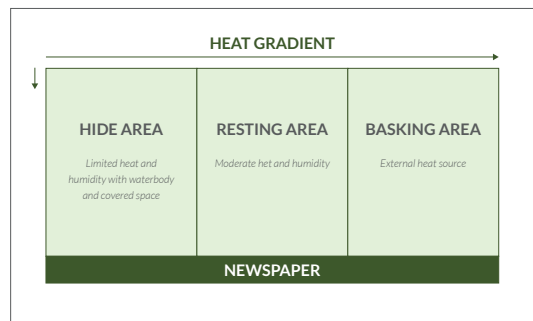 HEAT GRADIENT
HIDE AREA
Limited heat and
humidity with waterbody
and covered space
RESTING AREA
Moderate het and humidity
BASKING AREA
External heat source
NEWSPAPER